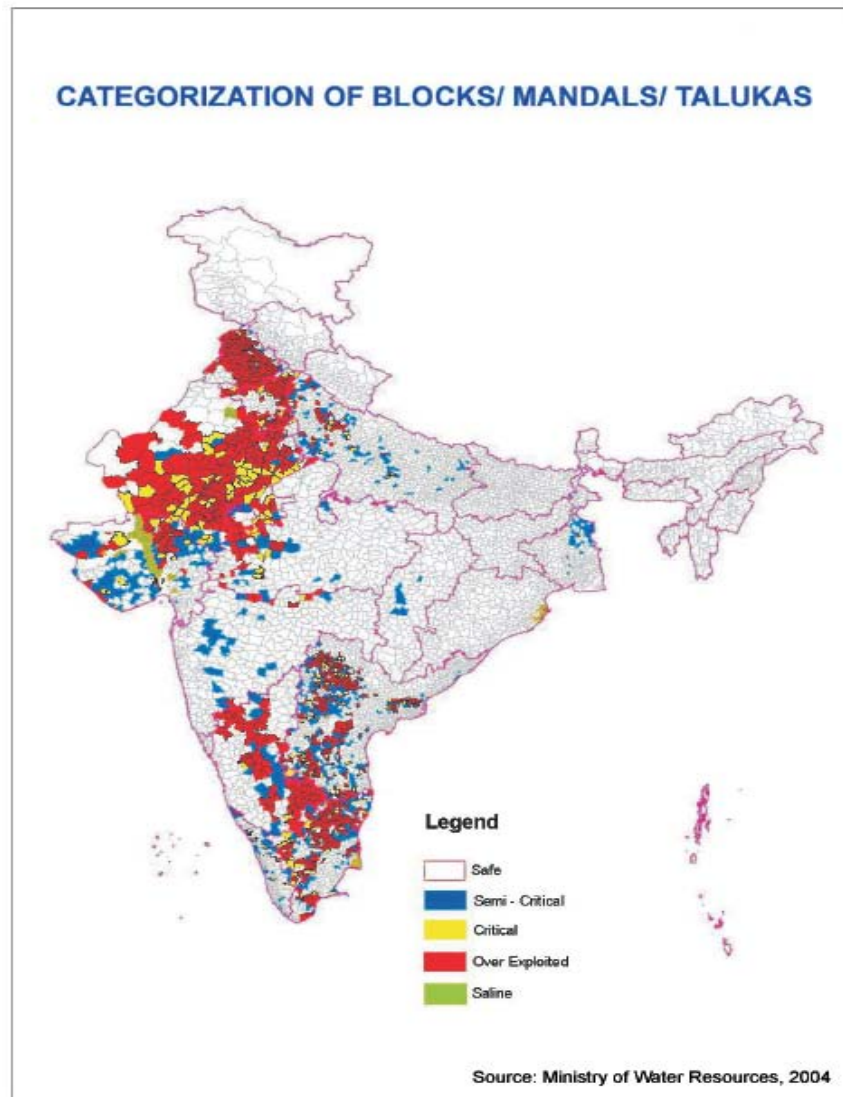 CATEGORIZATION OF BLOCKS/ MANDALS/ TALUKAS
Legend
Safe
Semi - Critical
Critical
Over Exploited
Saline
Source: Ministry of Water Resources, 2004